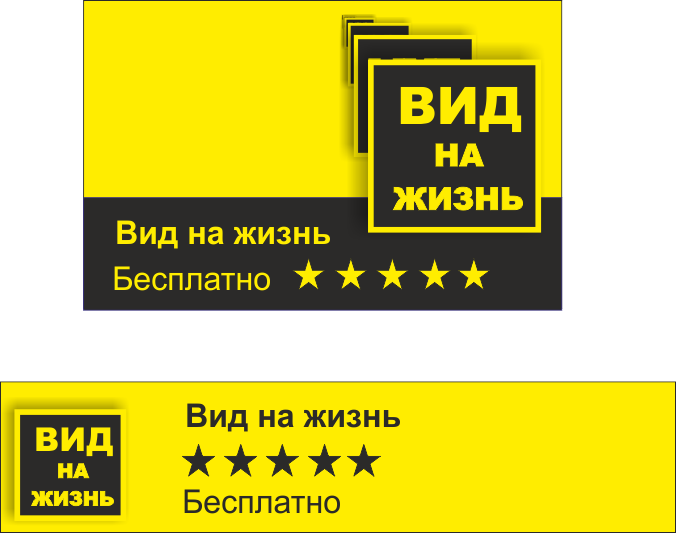 ВИД
НА
ЖИЗНЬ
Вид на жизнь
Бесплатно ★ ★ ★ ★ ★
ВИД
НА
ЖИЗНЬ
Вид на жизнь
★ ★ ★ ★ ★
Бесплатно